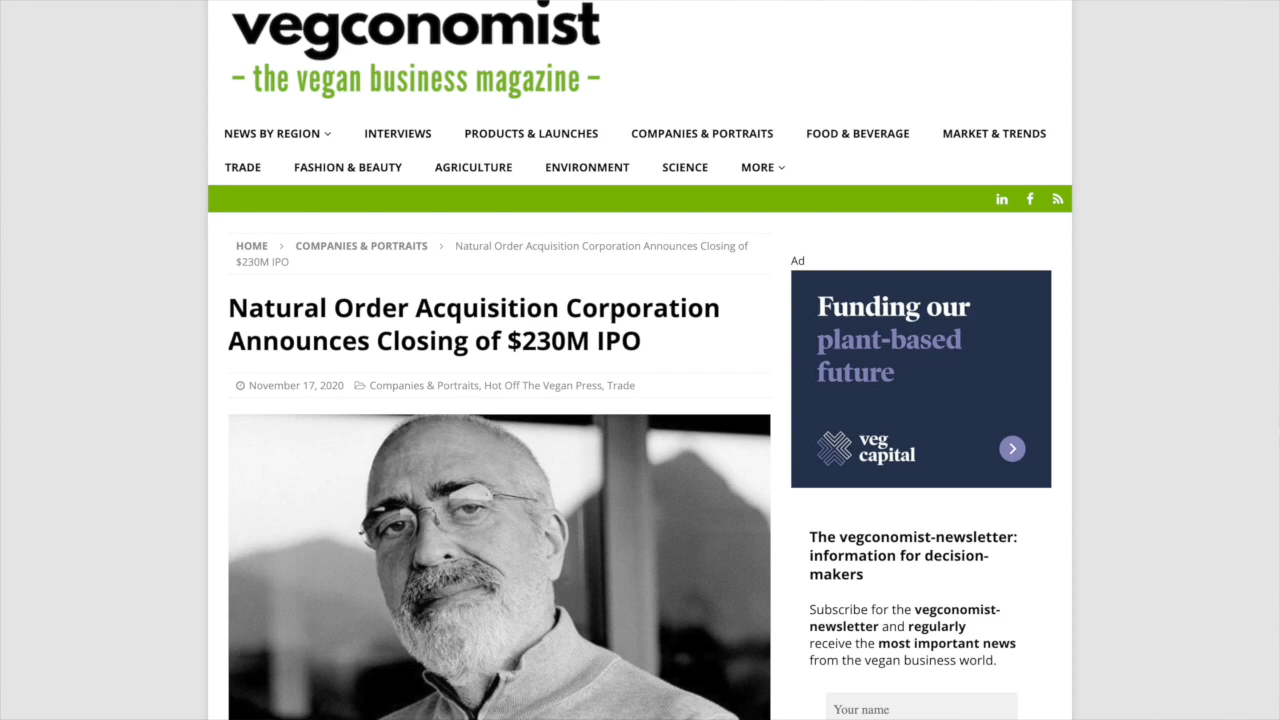 vegconomist
– the vegan business magazine –
NEWS BY REGION INTERVIEWS PRODUCTS & LAUNCHES COMPANIES & PORTRAITS FOOD & BEVERAGE MARKET & TRENDS
TRADE FASHION & BEAUTY AGRICULTURE ENVIRONMENT SCIENCE MORE
in f
HOME > COMPANIES & PORTRAITS > Natural Order Acquisition Corporation Announces Closing of
$230M IPO
Natural Order Acquisition Corporation
Announces Closing of $230M IPO
November 17, 2020 Companies & Portraits, Hot Off The Vegan Press, Trade
Ad
Funding our
plant-based
future
veg
capital
The vegconomist-newsletter:
information for decision-
makers
Subscribe for the vegconomist-
newsletter and regularly
receive the most important news
from the vegan business world.
Your name